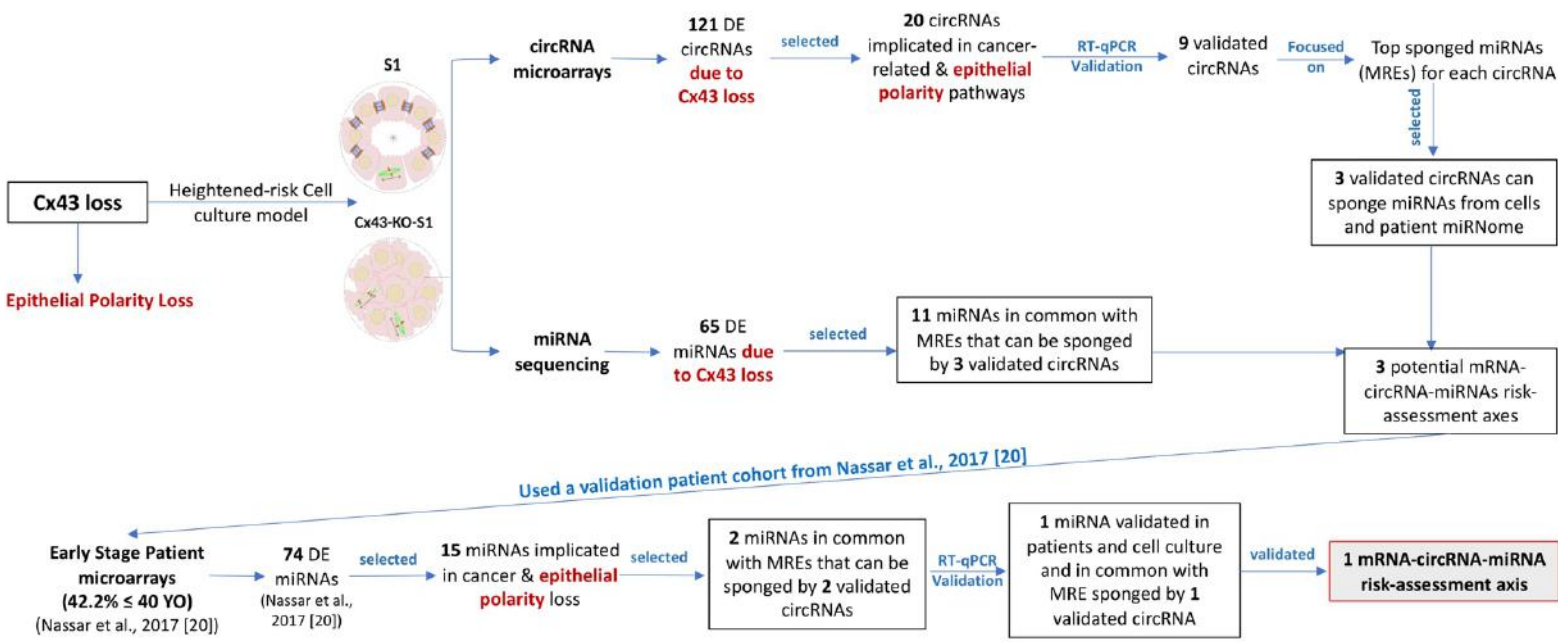 Cx43 loss
Epithelial Polarity Loss
Heightened-risk Cell
culture model
S1
Cx43-KO-S1
circRNA
microarrays
121 DE
circRNAs
due to
Cx43 loss
selected
20 circRNAs
implicated in cancer-
related & epithelial
polarity pathways
RT-qPCR
Validation
9 validated
circRNAs
Focused
on
Top sponged miRNAs
(MREs) for each circRNA
selected
3 validated circRNAs can
sponge miRNAs from cells
and patient miRNome
miRNA
sequencing
65 DE
miRNAs due
to Cx43 loss
selected
11 miRNAs in common with
MREs that can be sponged
by 3 validated circRNAs
3 potential mRNA-
circRNA-miRNAs risk-
assessment axes
Used a validation patient cohort from Nassar et al., 2017 [20]
Early Stage Patient
microarrays
(42.2% ≤ 40 YO)
(Nassar et al., 2017 [20])
74 DE
miRNAs
(Nassar et al.,
2017 [20])
selected
15 miRNAs implicated
in cancer & epithelial
polarity loss
selected
2 miRNAs in common
with MREs that can be
sponged by 2 validated
circRNAs
RT-qPCR
Validation
1 miRNA validated in
patients and cell culture
and in common with
MRE sponged by 1
validated circRNA
validated
1 mRNA-circRNA-miRNA
risk-assessment axis